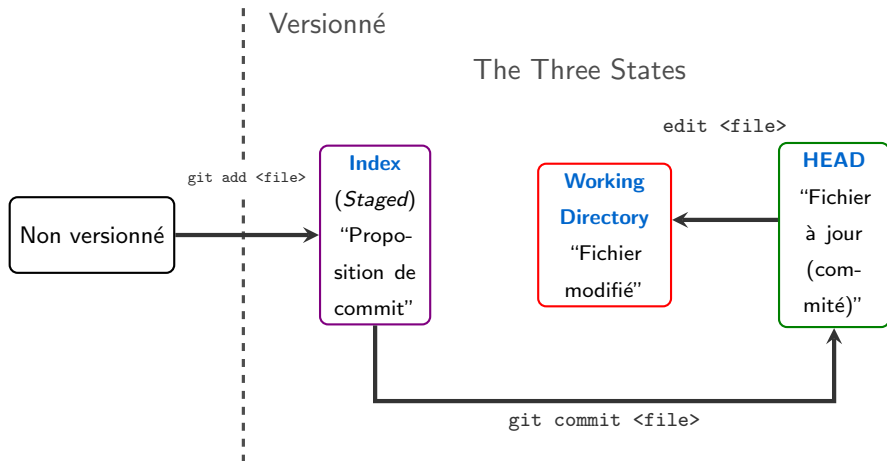 Versionné
The Three States
Non versionné
git add <file>
Index
(Staged)
“Propo-
sition de
commit”
Working
Directory
“Fichier
modifié”
edit <file>
HEAD
“Fichier
à jour
(com-
mité)”
git commit <file>